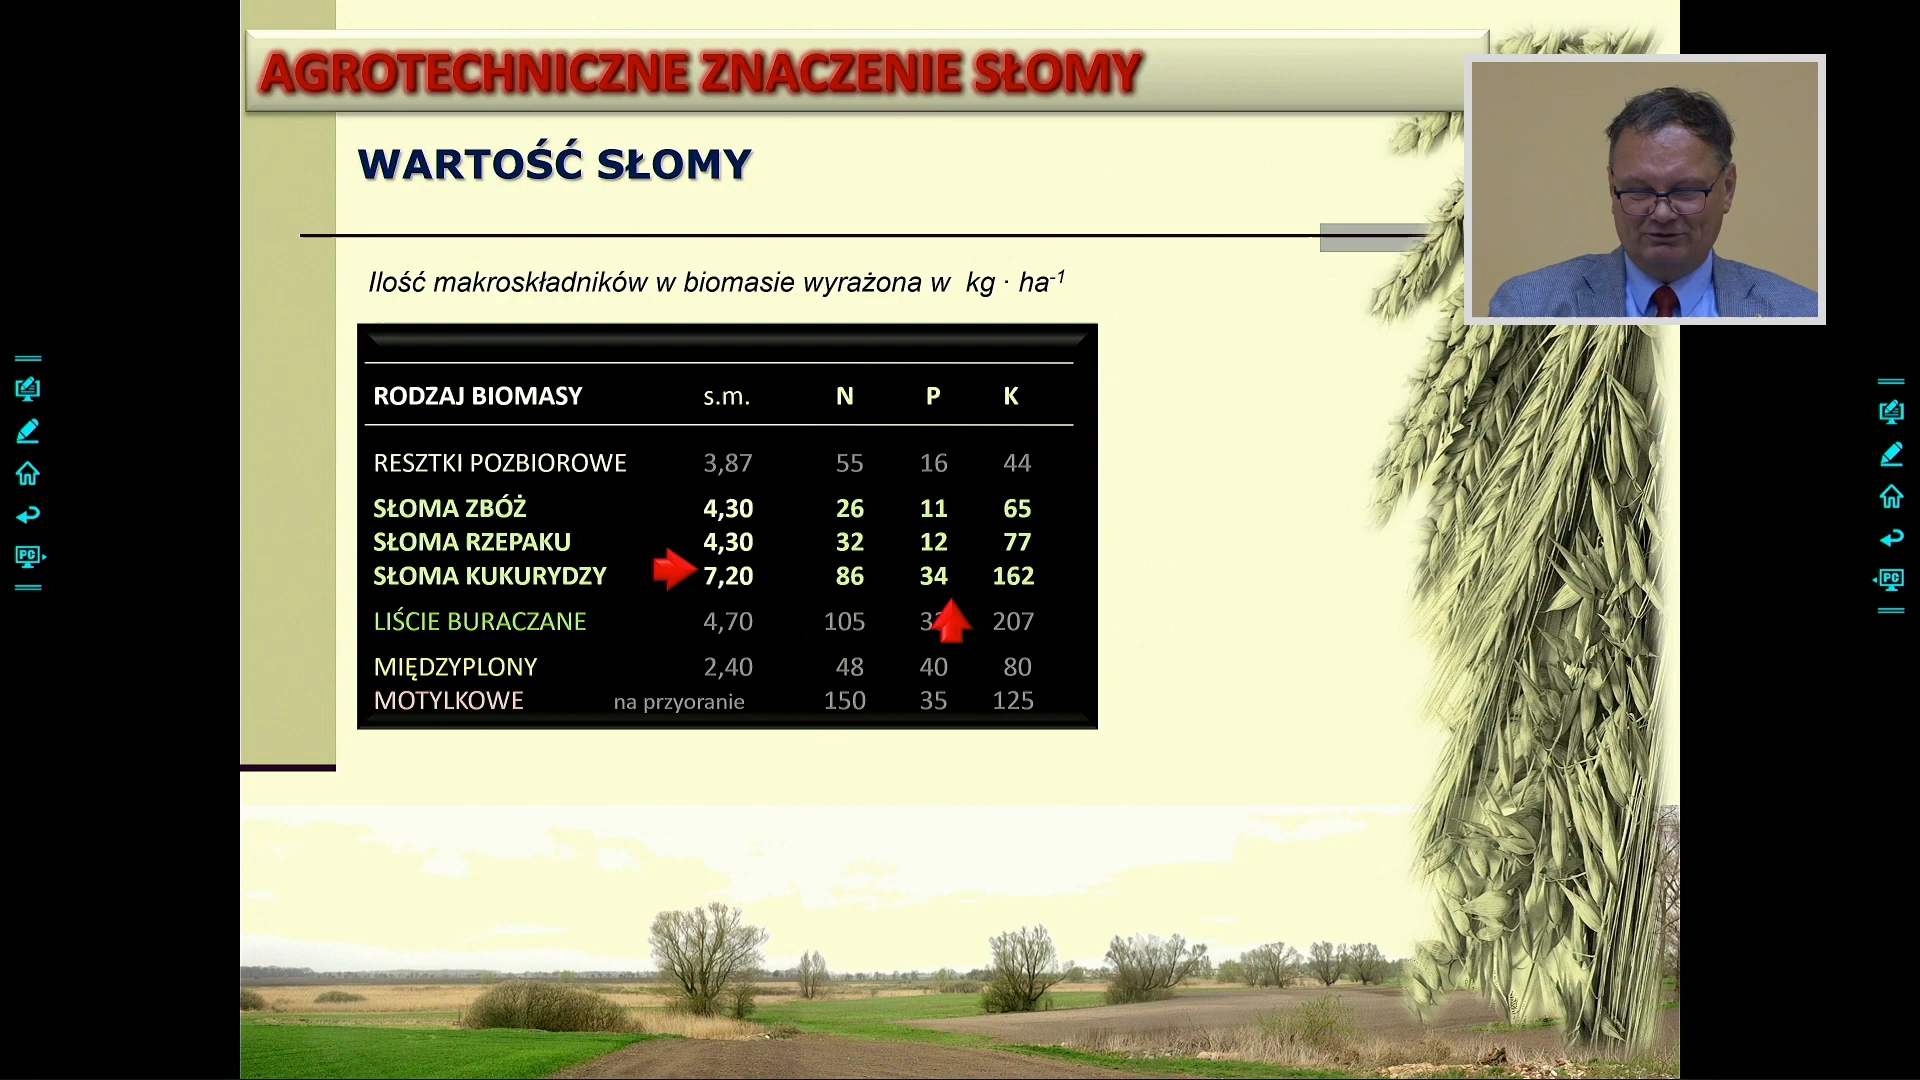 AGROTECHNICZNE ZNACZENIE SŁOMY
WARTOŚĆ SŁOMY
Ilość makroskładników w biomasie wyrażona w kg · ha⁻¹
RODZAJ BIOMASY s.m. N P K
RESZTKI POZBIOROWE 3,87 55 16 44
SŁOMA ZBÓŻ 4,30 26 11 65
SŁOMA RZEPAKU 4,30 32 12 77
SŁOMA KUKURYDZY 7,20 86 34 162
LIŚCIE BURACZANE 4,70 105 207
MIĘDZYPLONY 2,40 48 40 80
MOTYLKOWE na przyoranie 150 35 125
PC
PC